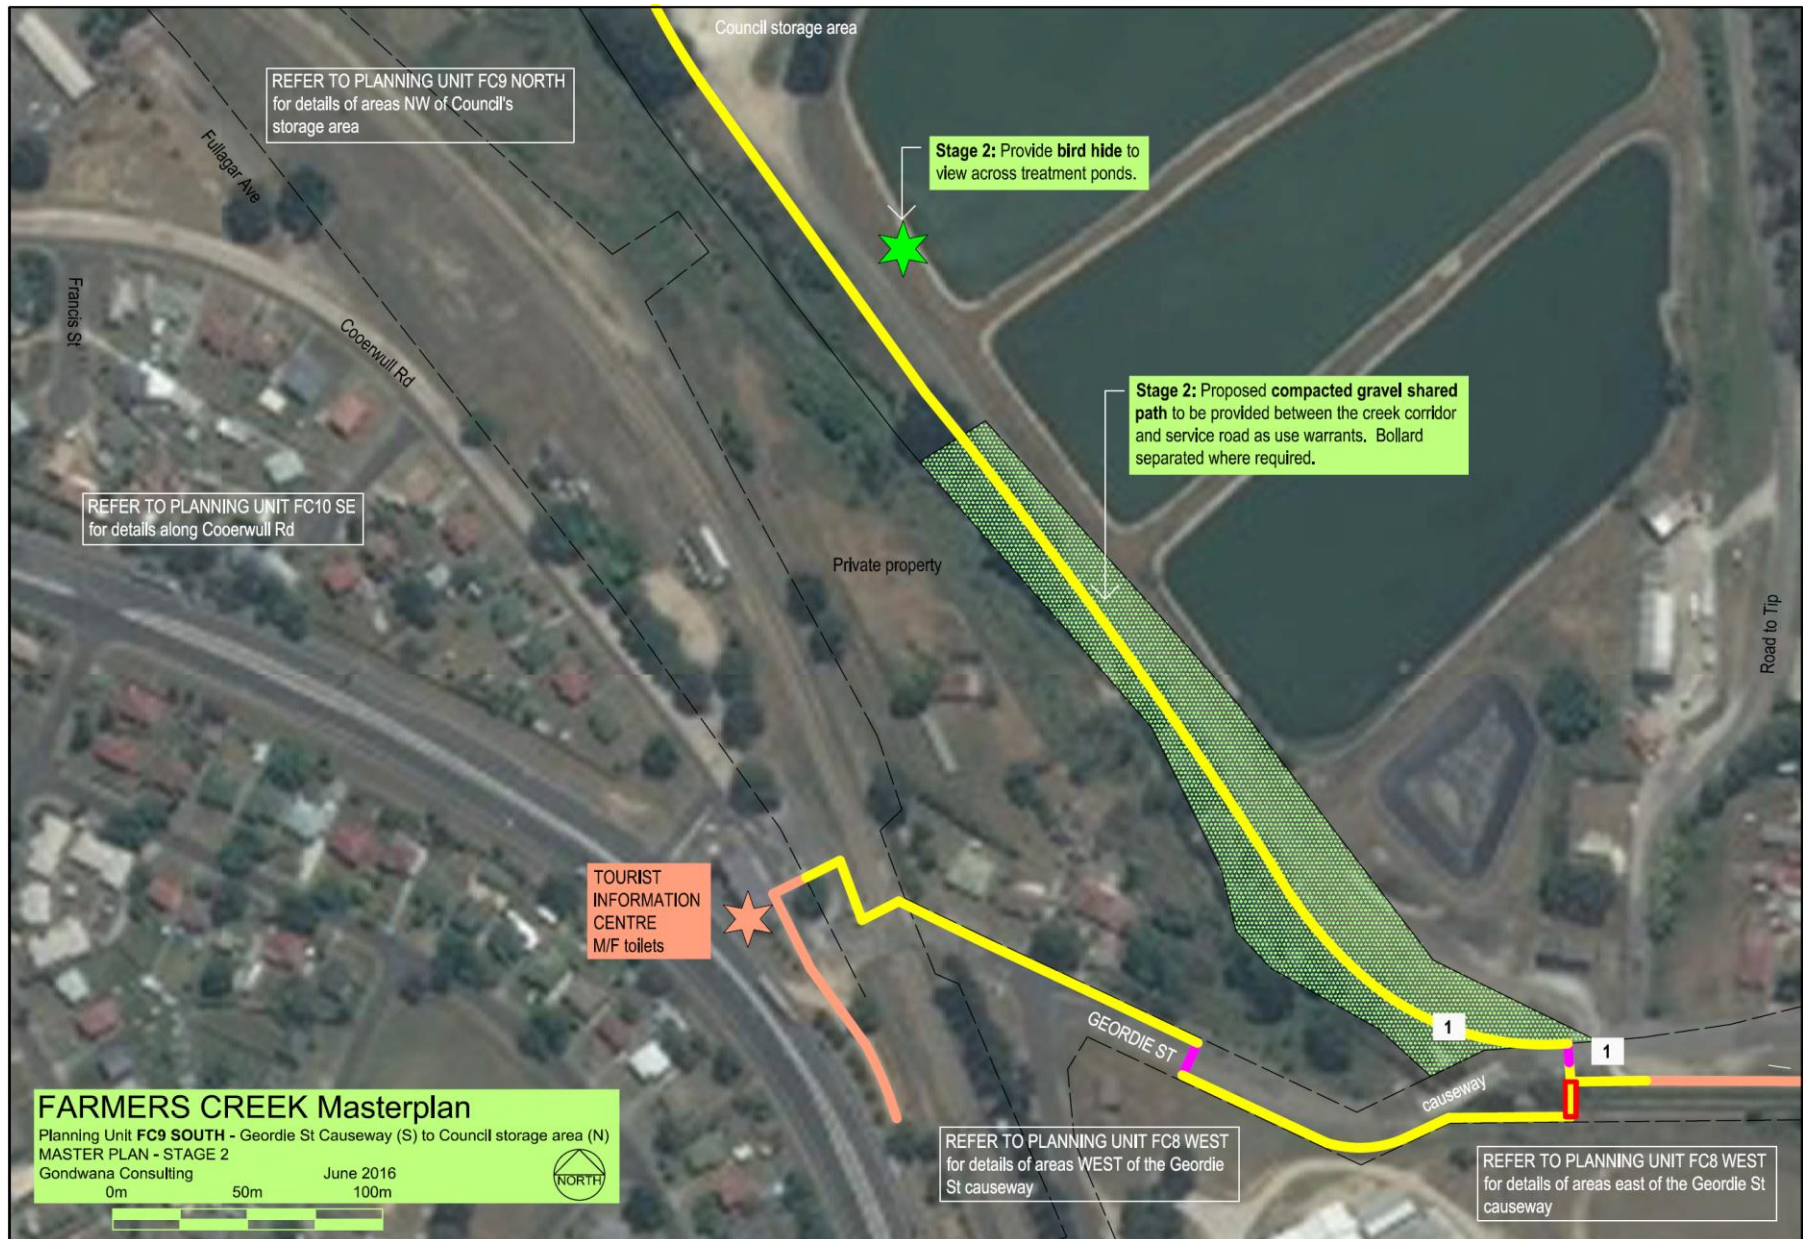 Council storage area
REFER TO PLANNING UNIT FC9 NORTH
for details of areas NW of Council's
storage area
Fullagar Ave
Stage 2: Provide bird hide to
view across treatment ponds.
Francis St
Cooerwull Rd
Stage 2: Proposed compacted gravel shared
path to be provided between the creek corridor
and service road as use warrants. Bollard
separated where required.
REFER TO PLANNING UNIT FC10 SE
for details along Cooerwull Rd
Private property
Road to Tip
TOURIST
INFORMATION
CENTRE
M/F toilets
GEORDIE ST
1
1
causeway
FARMERS CREEK Masterplan
Planning Unit FC9 SOUTH - Geordie St Causeway (S) to Council storage area (N)
MASTER PLAN - STAGE 2
Gondwana Consulting June 2016
0m 50m 100m
NORTH
REFER TO PLANNING UNIT FC8 WEST
for details of areas WEST of the Geordie
St causeway
REFER TO PLANNING UNIT FC8 WEST
for details of areas east of the Geordie St
causeway